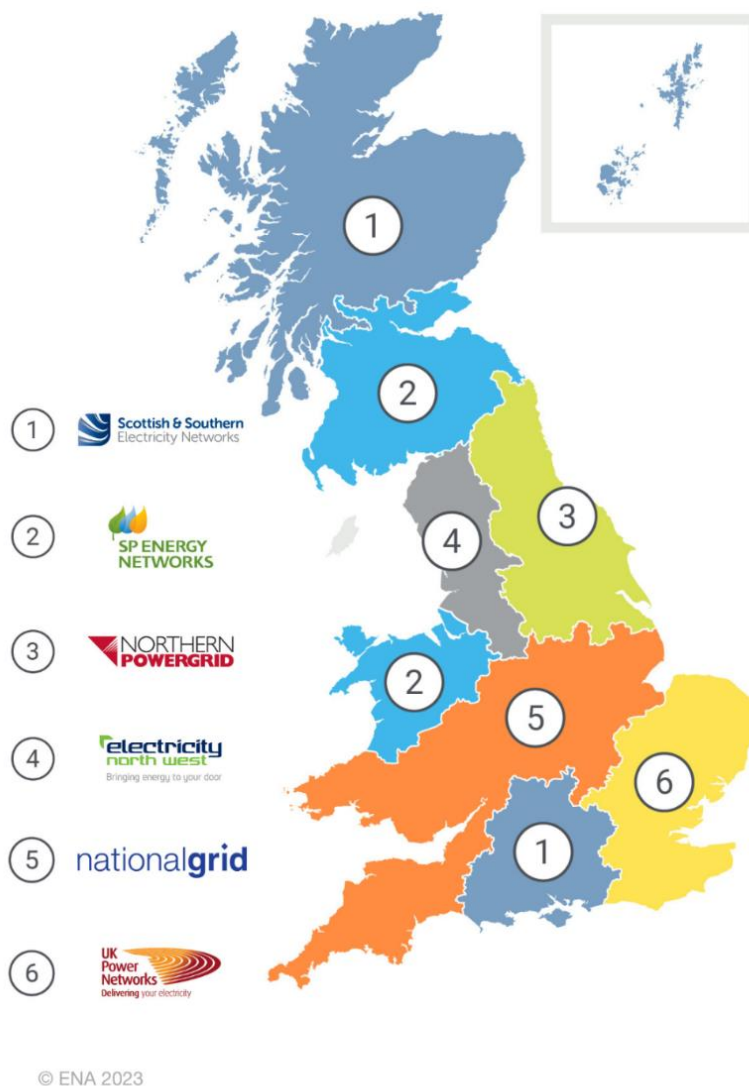 1
2
3
4
2
5
6
1
1
Scottish & Southern
Electricity Networks
2
SP ENERGY
NETWORKS
3
NORTHERN
POWERGRID
4
electricity
north west
Bringing energy to your door
5
nationalgrid
6
UK
Power
Networks
Delivering your electricity
© ENA 2023